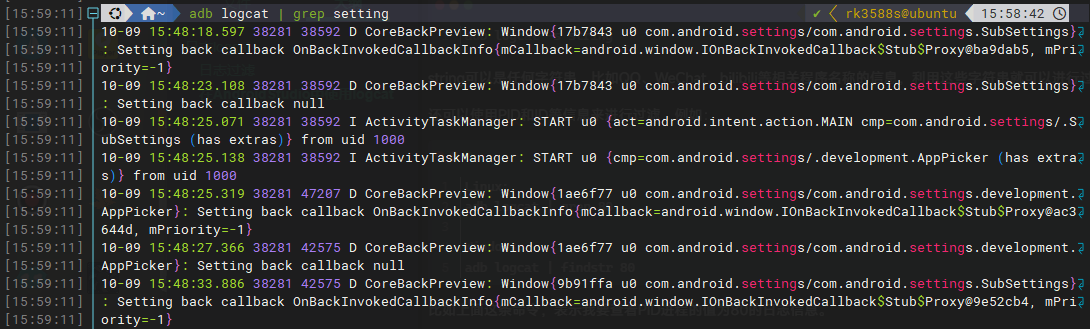 [15:59:11] ~ adb logcat | grep setting ✔ rk3588s@ubuntu 15:58:42
[15:59:11] 10-09 15:48:18.597 38281 38592 D CoreBackPreview: Window{17b7843 u0 com.android.settings/com.android.settings.SubSettings}
[15:59:11] : Setting back callback OnBackInvokedCallbackInfo{mCallback=android.window.IOnBackInvokedCallback$Stub$Proxy@ba9dab5, mPri
[15:59:11] ority=-1}
[15:59:11] 10-09 15:48:23.108 38281 38592 D CoreBackPreview: Window{17b7843 u0 com.android.settings/com.android.settings.SubSettings}
[15:59:11] : Setting back callback null
[15:59:11] 10-09 15:48:25.071 38281 38592 I ActivityTaskManager: START u0 {act=android.intent.action.MAIN cmp=com.android.settings/.S
[15:59:11] ubSettings (has extras)} from uid 1000
[15:59:11] 10-09 15:48:25.138 38281 38592 I ActivityTaskManager: START u0 {cmp=com.android.settings/.development.AppPicker (has extra
[15:59:11] s)} from uid 1000
[15:59:11] 10-09 15:48:25.319 38281 47207 D CoreBackPreview: Window{1ae6f77 u0 com.android.settings/com.android.settings.development.
[15:59:11] AppPicker}: Setting back callback OnBackInvokedCallbackInfo{mCallback=android.window.IOnBackInvokedCallback$Stub$Proxy@ac3
[15:59:11] 644d, mPriority=-1}
[15:59:11] 10-09 15:48:27.366 38281 42575 D CoreBackPreview: Window{1ae6f77 u0 com.android.settings/com.android.settings.development.
[15:59:11] AppPicker}: Setting back callback null
[15:59:11] 10-09 15:48:33.886 38281 42575 D CoreBackPreview: Window{9b91ffa u0 com.android.settings/com.android.settings.SubSettings}
[15:59:11] : Setting back callback OnBackInvokedCallbackInfo{mCallback=android.window.IOnBackInvokedCallback$Stub$Proxy@9e52cb4, mPri
[15:59:11] ority=-1}